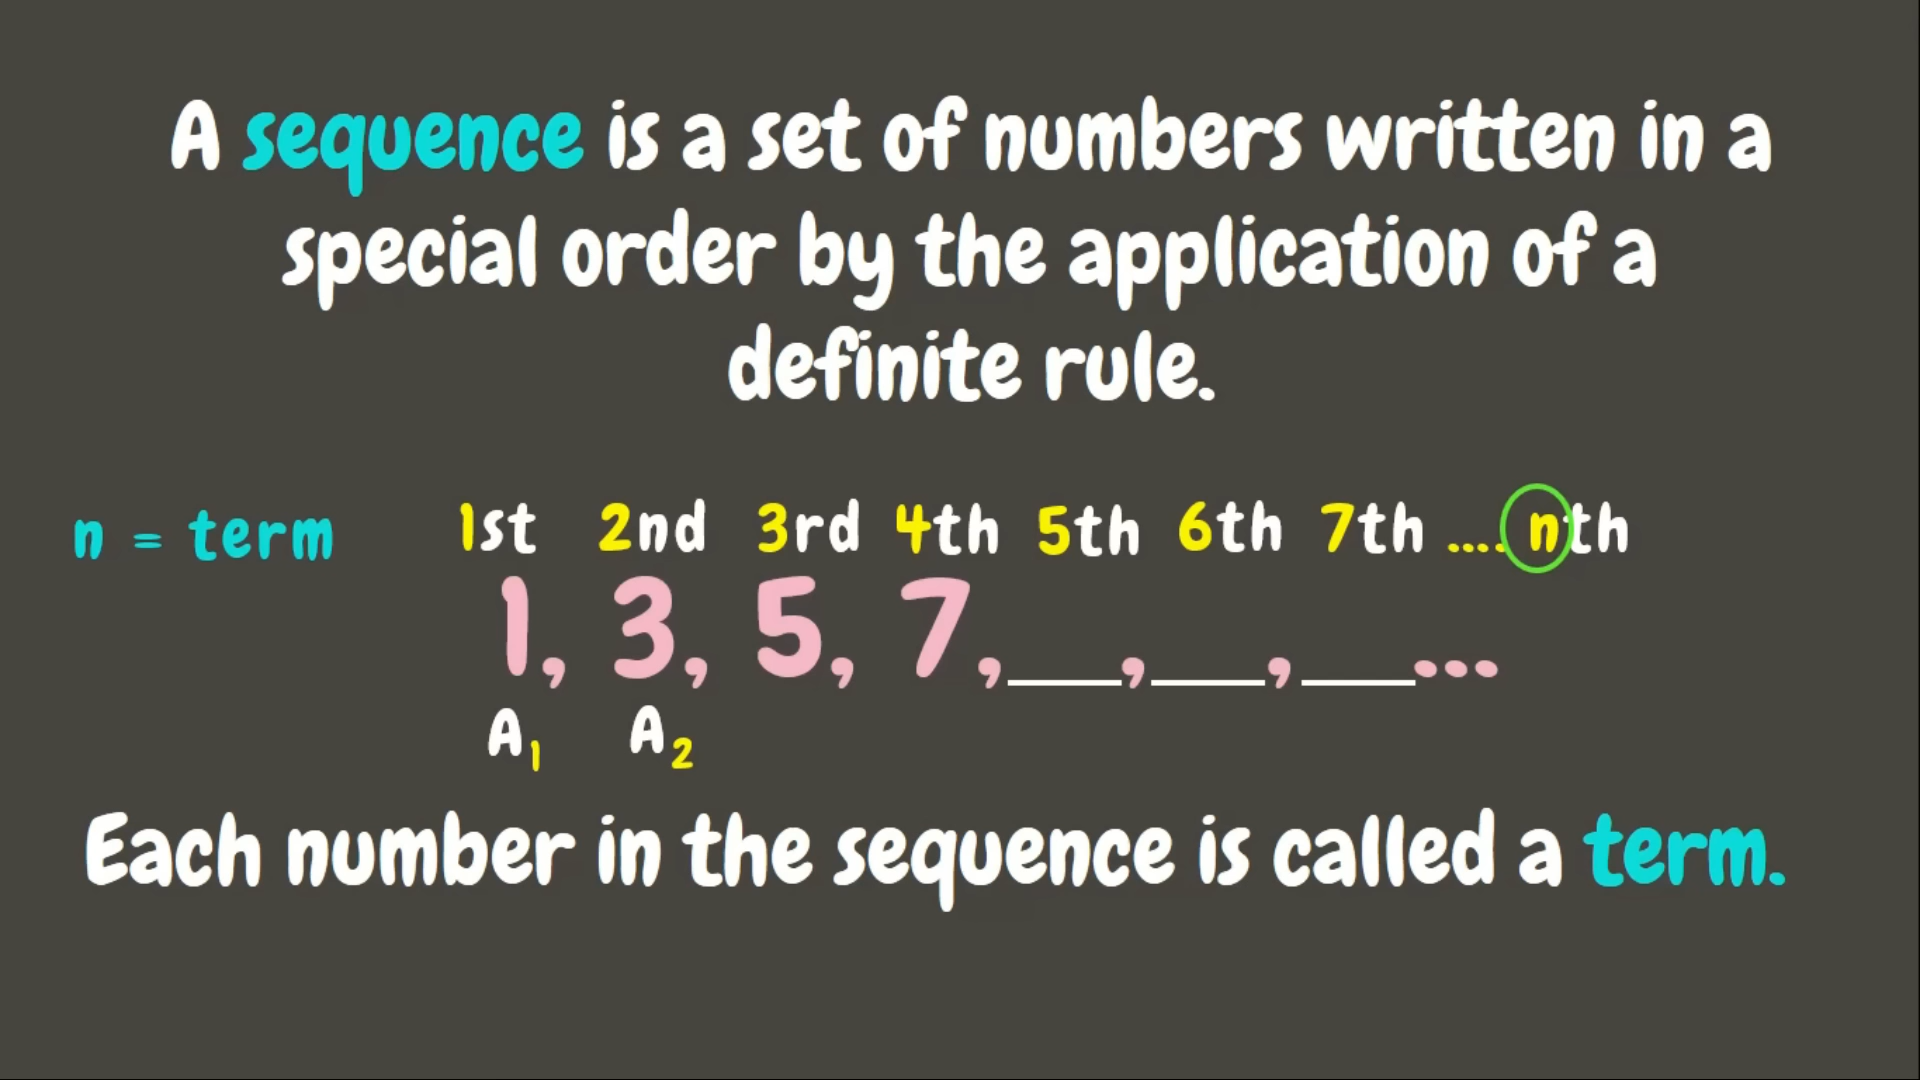 A sequence is a set of numbers written in a
special order by the application of a
definite rule.
n = term 1st 2nd 3rd 4th 5th 6th 7th .... nth
1, 3, 5, 7, ___, ___, ___...
A1 A2
Each number in the sequence is called a term.